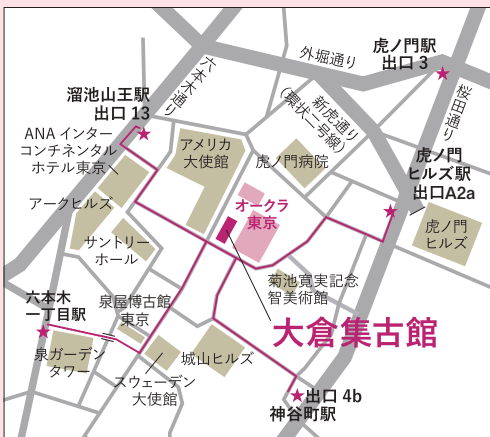 六本木通り
外堀通り
虎ノ門駅
出口 3
桜田通り
溜池山王駅
出口 13
新虎通り
(環状二号線)
ANA インター
コンチネンタル
ホテル東京
アメリカ
大使館
虎ノ門病院
虎ノ門
ヒルズ駅
出口A2a
アークヒルズ
オークラ
東京
虎ノ門
ヒルズ
サントリー
ホール
菊池寛実記念
智美術館
六本木
一丁目駅
泉屋博古館
東京
大倉集古館
泉ガーデン
タワー
城山ヒルズ
スウェーデン
大使館
出口 4b
神谷町駅